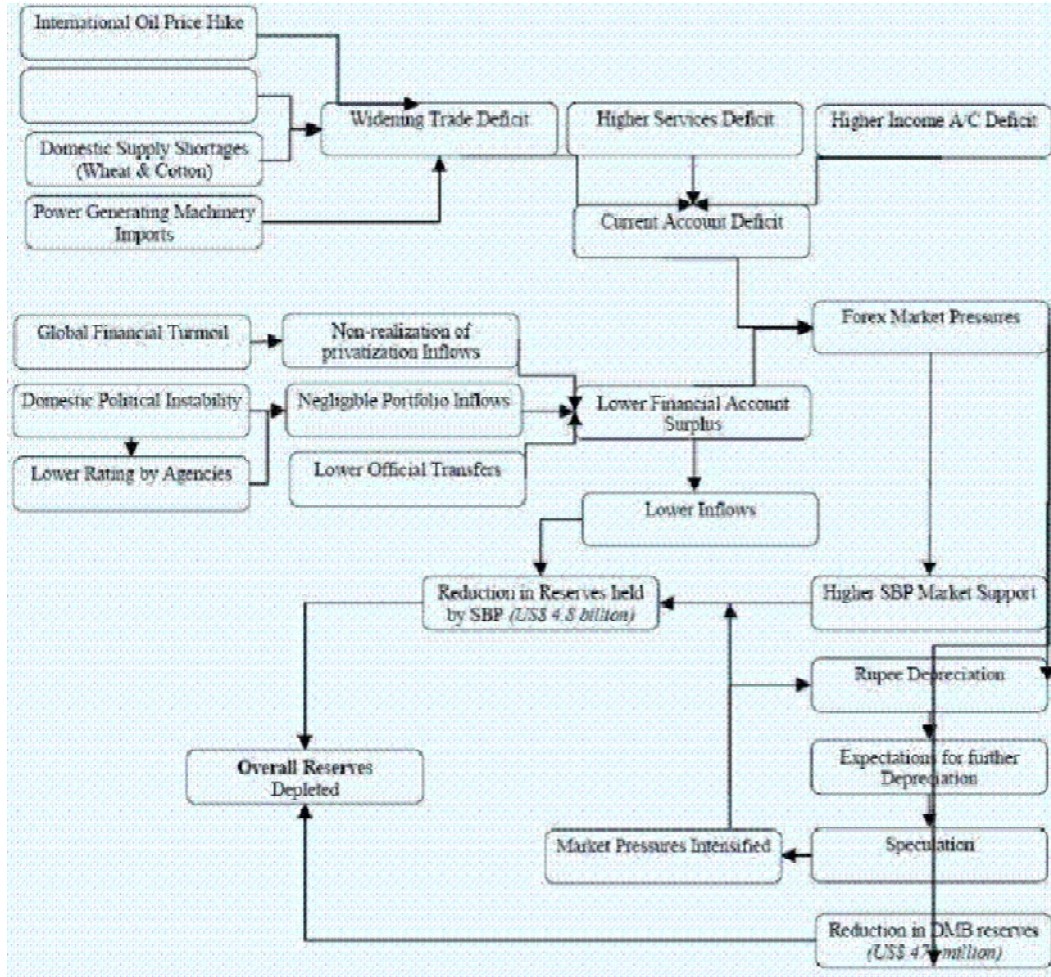 International Oil Price Hike
Widening Trade Deficit
Higher Services Deficit
Higher Income A/C Deficit
Domestic Supply Shortages
(Wheat & Cotton)
Power Generating Machinery
Imports
Current Account Deficit
Global Financial Turmoil
Non-realization of
privatization Inflows
Forex Market Pressures
Domestic Political Instability
Negligible Portfolio Inflows
Lower Financial Account
Surplus
Lower Rating by Agencies
Lower Official Transfers
Lower Inflows
Reduction in Reserves held
by SBP (US$ 4.8 billion)
Higher SBP Market Support
Rupee Depreciation
Overall Reserves
Depleted
Expectations for further
Depreciation
Market Pressures Intensified
Speculation
Reduction in DMB reserves
(US$ million)